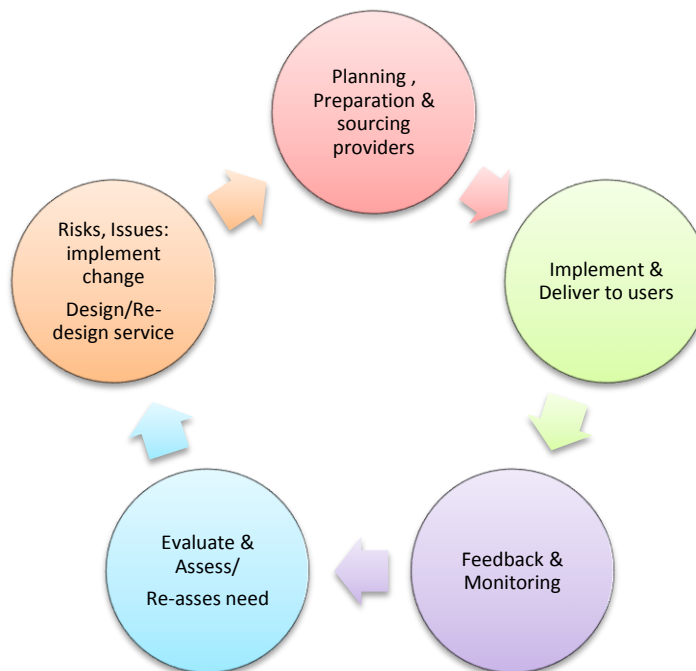 Planning ,
Preparation &
sourcing
providers
Implement &
Deliver to users
Feedback &
Monitoring
Evaluate &
Assess/
Re-asses need
Risks, Issues:
implement
change
Design/Re-
design service